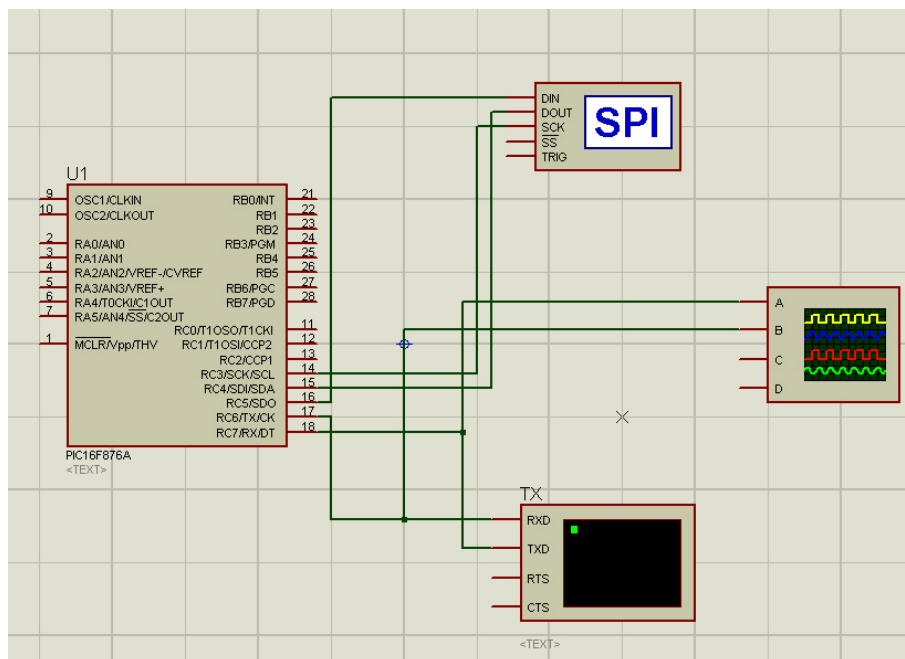 DIN
DOUT
SCK
SS
TRIG
SPI
U1
9 OSC1/CLKIN RB0/INT 21
10 OSC2/CLKOUT RB1 22
RB2 23
2 RA0/AN0 RB3/PGM 24
3 RA1/AN1 RB4 25
4 RA2/AN2/VREF-/CVREF RB5 26
5 RA3/AN3/VREF+ RB6/PGC 27
6 RA4/T0CKI/C1OUT RB7/PGD 28
7 RA5/AN4/SS/C2OUT
RC0/T1OSO/T1CKI 11
1 MCLR/Vpp/THV RC1/T1OSI/CCP2 12
RC2/CCP1 13
RC3/SCK/SCL 14
RC4/SDI/SDA 15
RC5/SDO 16
RC6/TX/CK 17
RC7/RX/DT 18
PIC16F876A
<TEXT>
A
B
C
D
TX
RXD
TXD
RTS
CTS
<TEXT>